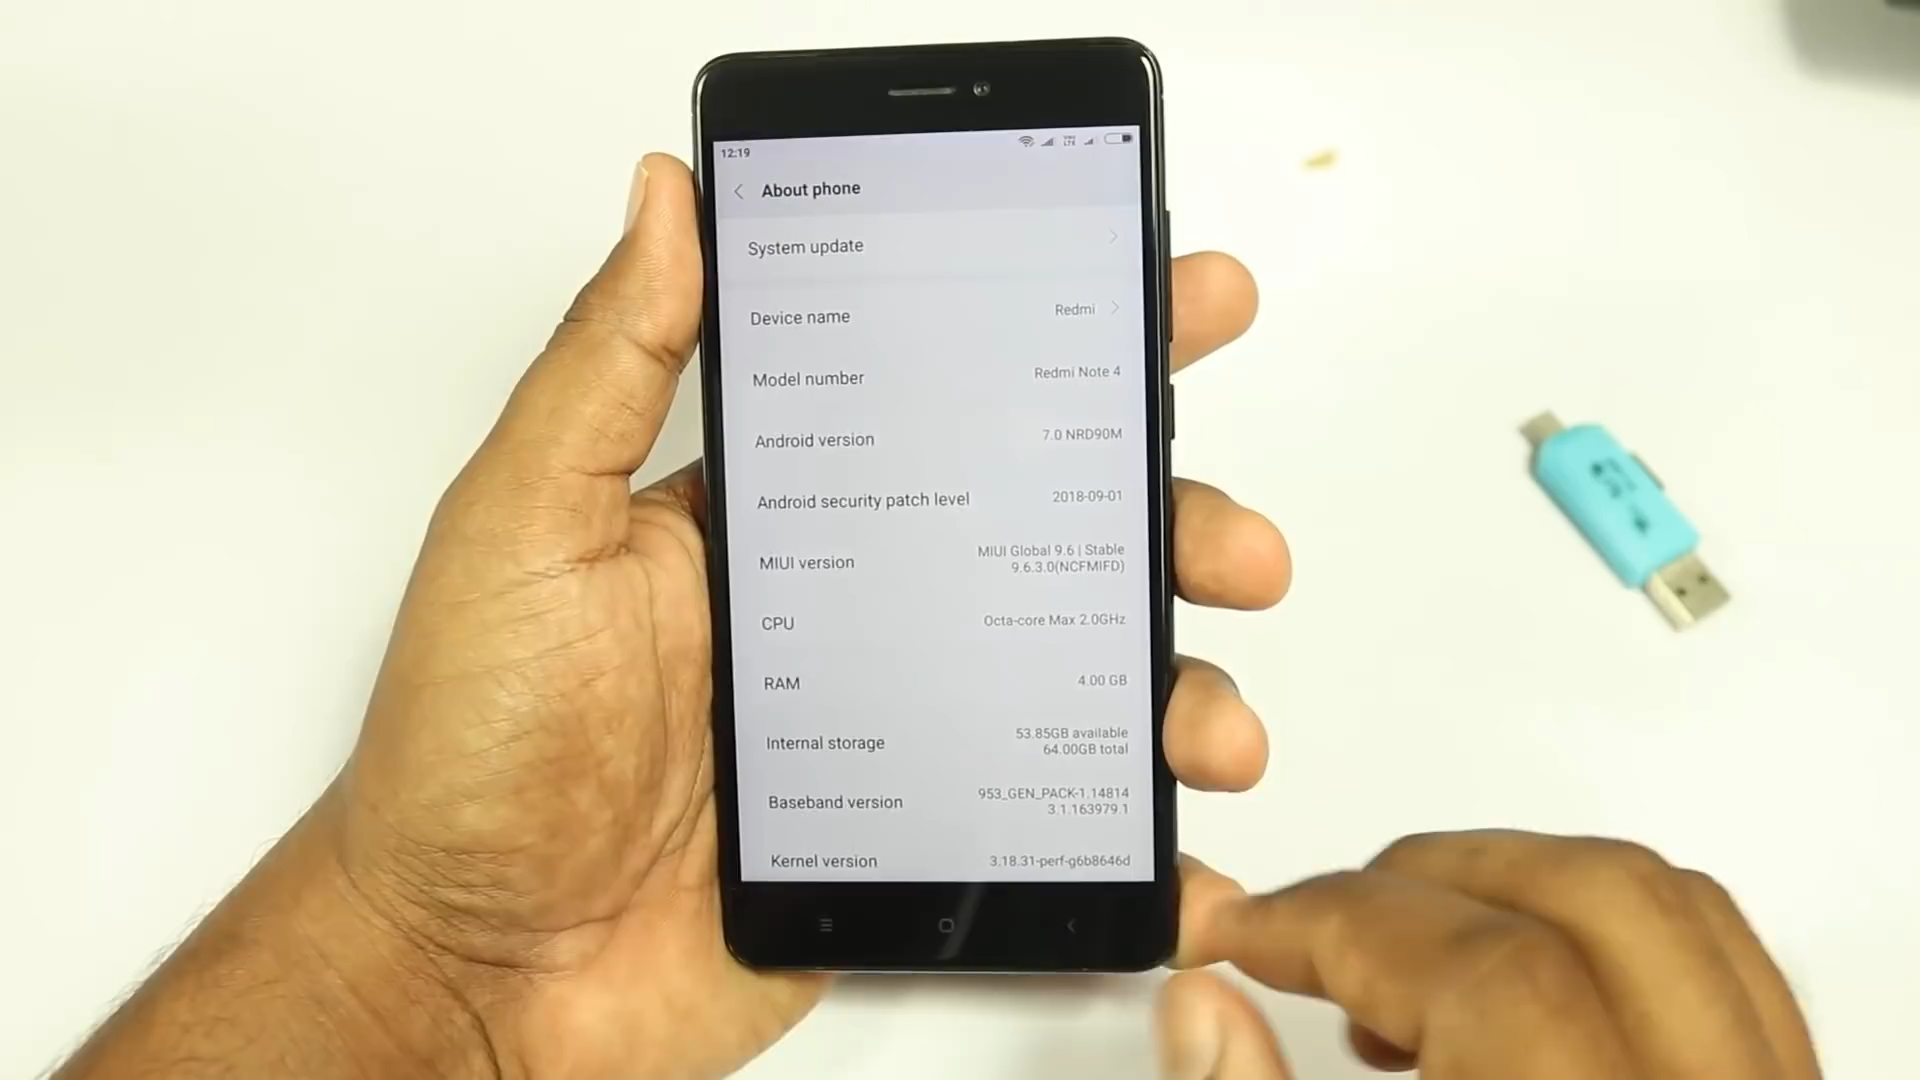 12:19
About phone
System update
Device name Redmi
Model number Redmi Note 4
Android version 7.0 NRD90M
Android security patch level 2018-09-01
MIUI version MIUI Global 9.6 | Stable
9.6.3.0(NCFMIFD)
CPU Octa-core Max 2.0GHz
RAM 4.00 GB
Internal storage 53.85GB available
64.00GB total
Baseband version 953_GEN_PACK-1.14814
3.1.163979.1
Kernel version 3.18.31-perf-g6b8646d